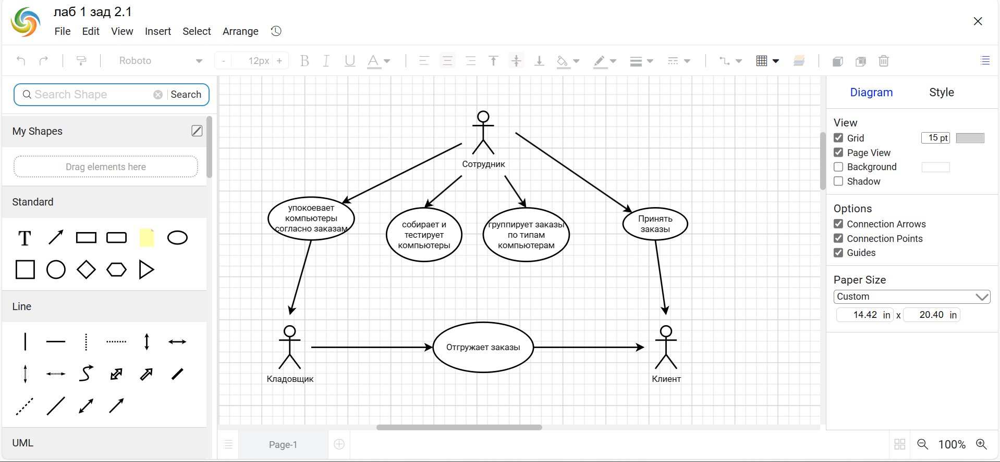 лаб 1 зад 2.1
File Edit View Insert Select Arrange
Roboto - 12px + B I U A
Search Shape Search
My Shapes
Drag elements here
Standard
T
Line
UML
Сотрудник
упокоевает
компьютеры
согласно заказам
собирает и
тестирует
компьютеры
группирует заказы
по типам
компьютерам
Принять
заказы
Кладовщик
Отгружает заказы
Клиент
Page-1
100%
Diagram Style
View
Grid 15 pt
Page View
Background
Shadow
Options
Connection Arrows
Connection Points
Guides
Paper Size
Custom
14.42 in x 20.40 in